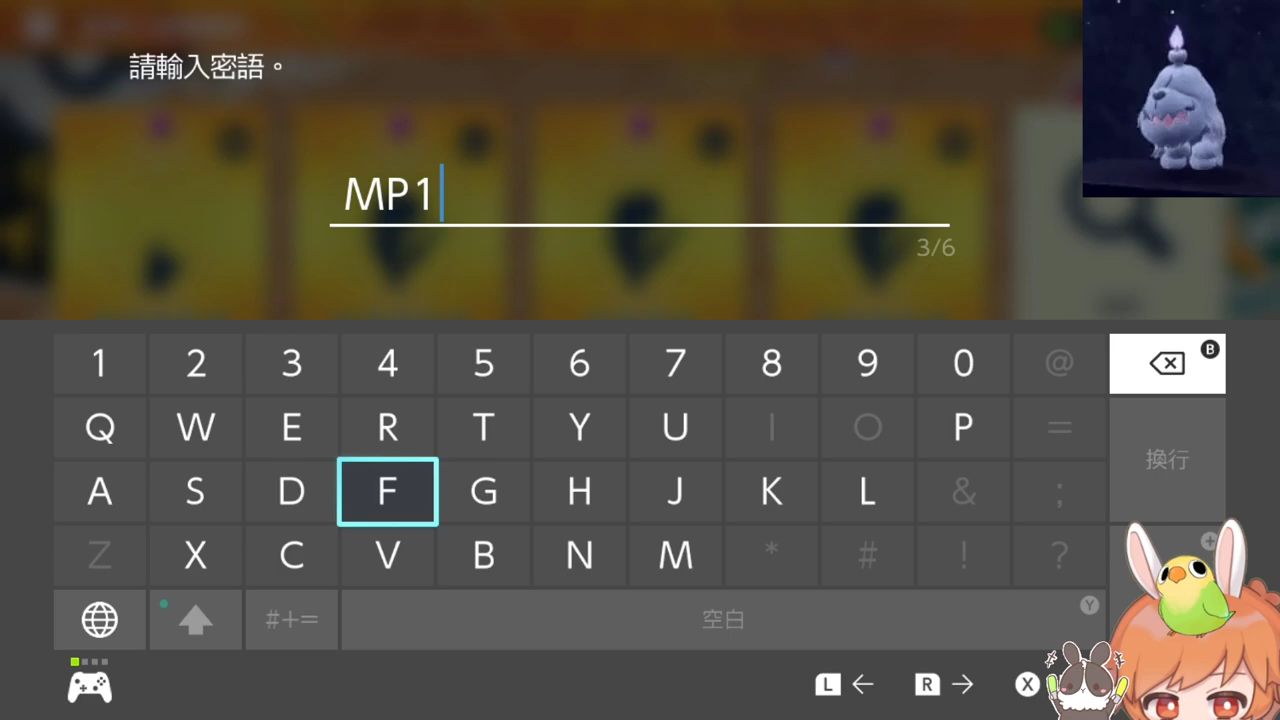 請輸入密語。
MP1
3/6
1 2 3 4 5 6 7 8 9 0 @ B
Q W E R T Y U I O P =
換行
A S D F G H J K L & ;
Z X C V B N M * # ! ? +
#+= 空白 Y
L ← R → X